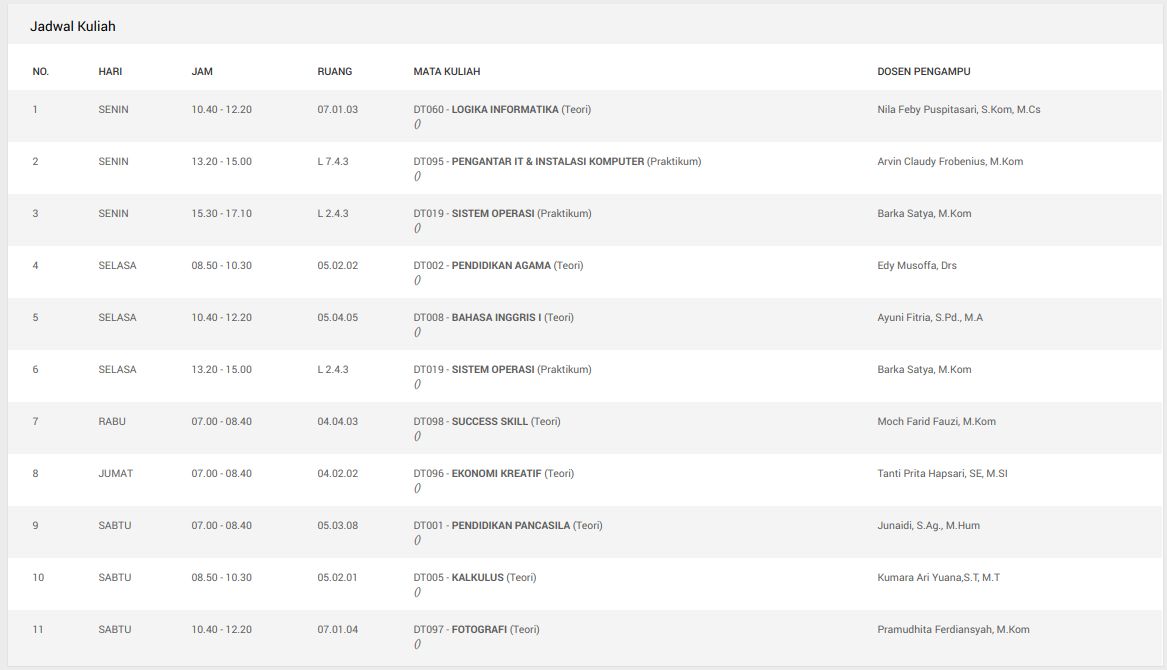 Jadwal Kuliah
NO. HARI JAM RUANG MATA KULIAH DOSEN PENGAMPU
1 SENIN 10.40 - 12.20 07.01.03 DT060 - LOGIKA INFORMATIKA (Teori) Nila Feby Puspitasari, S.Kom, M.Cs
()
2 SENIN 13.20 - 15.00 L 7.4.3 DT095 - PENGANTAR IT & INSTALASI KOMPUTER (Praktikum) Arvin Claudy Frobenius, M.Kom
()
3 SENIN 15.30 - 17.10 L 2.4.3 DT019 - SISTEM OPERASI (Praktikum) Barka Satya, M.Kom
()
4 SELASA 08.50 - 10.30 05.02.02 DT002 - PENDIDIKAN AGAMA (Teori) Edy Musoffa, Drs
()
5 SELASA 10.40 - 12.20 05.04.05 DT008 - BAHASA INGGRIS I (Teori) Ayuni Fitria, S.Pd., M.A
()
6 SELASA 13.20 - 15.00 L 2.4.3 DT019 - SISTEM OPERASI (Praktikum) Barka Satya, M.Kom
()
7 RABU 07.00 - 08.40 04.04.03 DT098 - SUCCESS SKILL (Teori) Moch Farid Fauzi, M.Kom
()
8 JUMAT 07.00 - 08.40 04.02.02 DT096 - EKONOMI KREATIF (Teori) Tanti Prita Hapsari, SE, M.SI
()
9 SABTU 07.00 - 08.40 05.03.08 DT001 - PENDIDIKAN PANCASILA (Teori) Junaidi, S.Ag., M.Hum
()
10 SABTU 08.50 - 10.30 05.02.01 DT005 - KALKULUS (Teori) Kumara Ari Yuana,S.T, M.T
()
11 SABTU 10.40 - 12.20 07.01.04 DT097 - FOTOGRAFI (Teori) Pramudhita Ferdiansyah, M.Kom
()